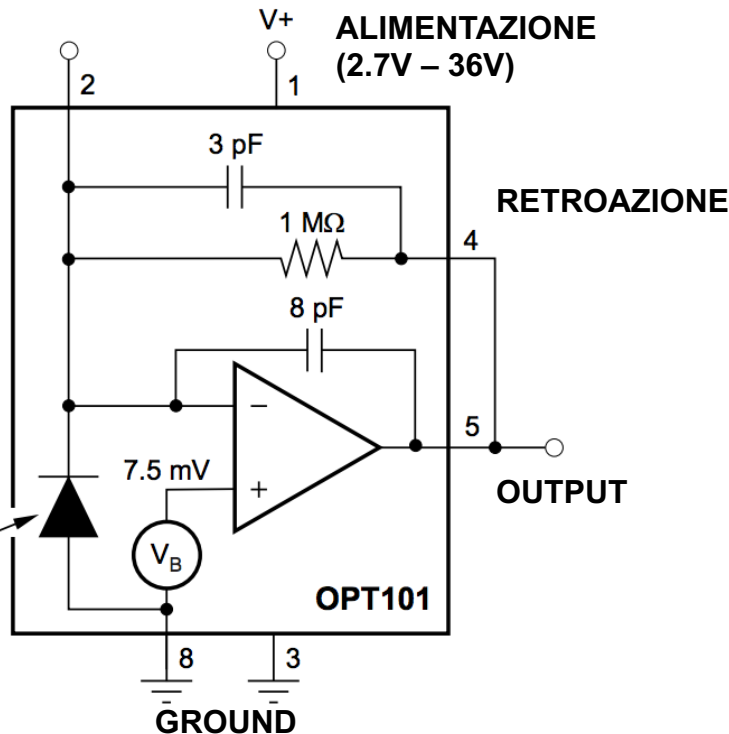 V+
ALIMENTAZIONE
(2.7V – 36V)
2
1
3 pF
RETROAZIONE
1 MΩ
4
8 pF
−
5
7.5 mV
+
OUTPUT
VB
OPT101
8
3
GROUND